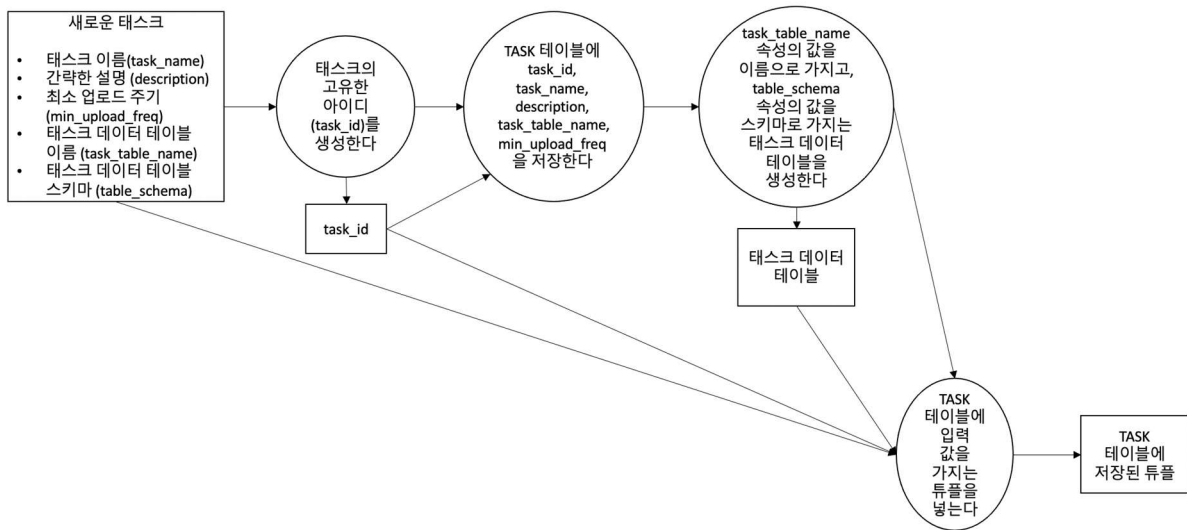 새로운 태스크
• 태스크 이름(task_name)
• 간략한 설명 (description)
• 최소 업로드 주기
(min_upload_freq)
• 태스크 데이터 테이블
이름 (task_table_name)
• 태스크 데이터 테이블
스키마 (table_schema)
태스크의
고유한
아이디
(task_id)를
생성한다
task_id
TASK 테이블에
task_id,
task_name,
description,
task_table_name,
min_upload_freq
을 저장한다
task_table_name
속성의 값을
이름으로 가지고,
table_schema
속성의 값을
스키마로 가지는
태스크 데이터
테이블을
생성한다
태스크 데이터
테이블
TASK
테이블에
입력
값을
가지는
튜플을
넣는다
TASK
테이블에
저장된 튜플